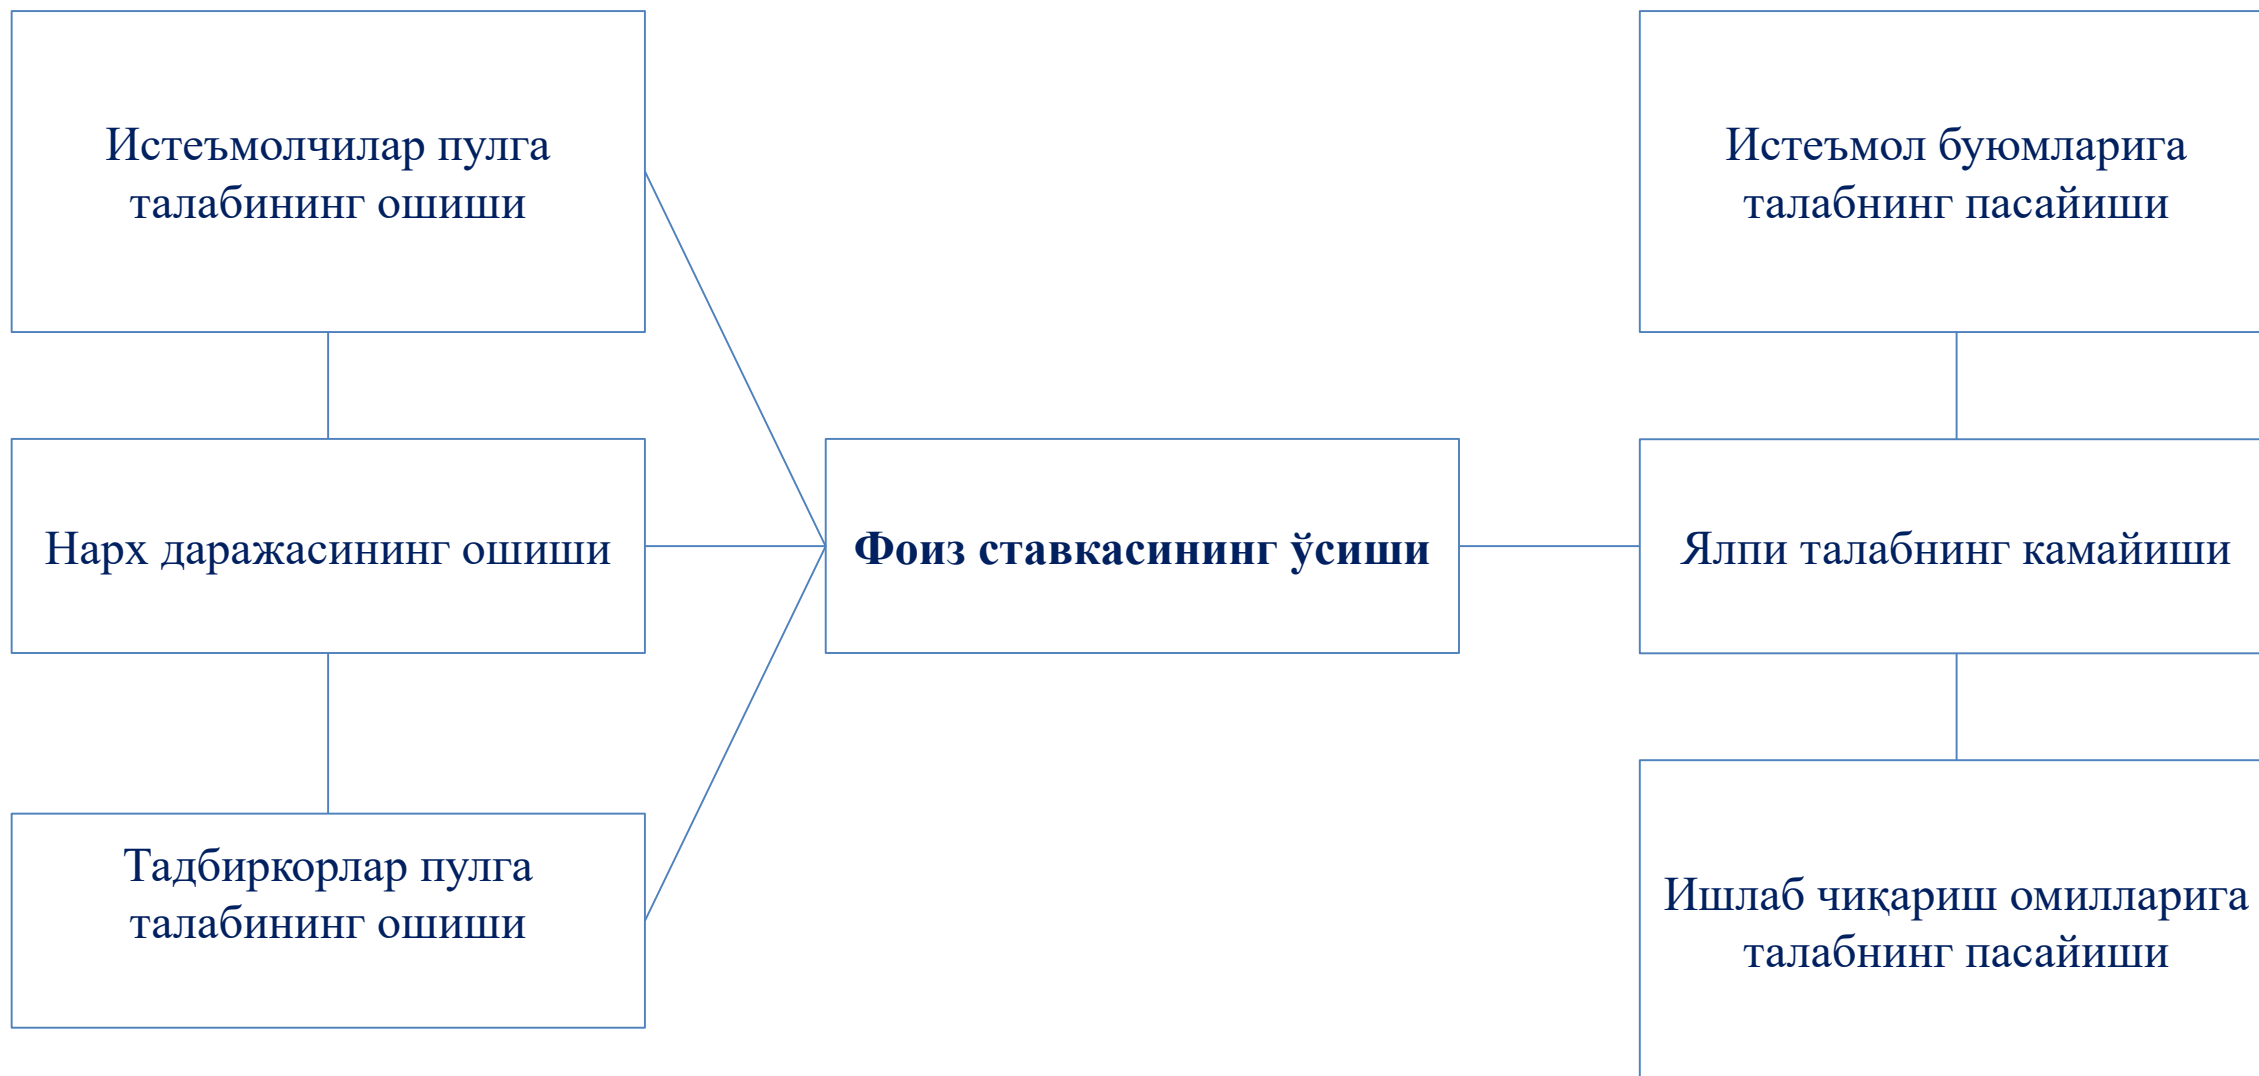 Истеъмолчилар пулга
талабининг ошиши
Нарх даражасининг ошиши
Тадбиркорлар пулга
талабининг ошиши
Фоиз ставкасининг ўсиши
Истеъмол буюмларига
талабнинг пасайиши
Ялпи талабнинг камайиши
Ишлаб чиқариш омилларига
талабнинг пасайиши